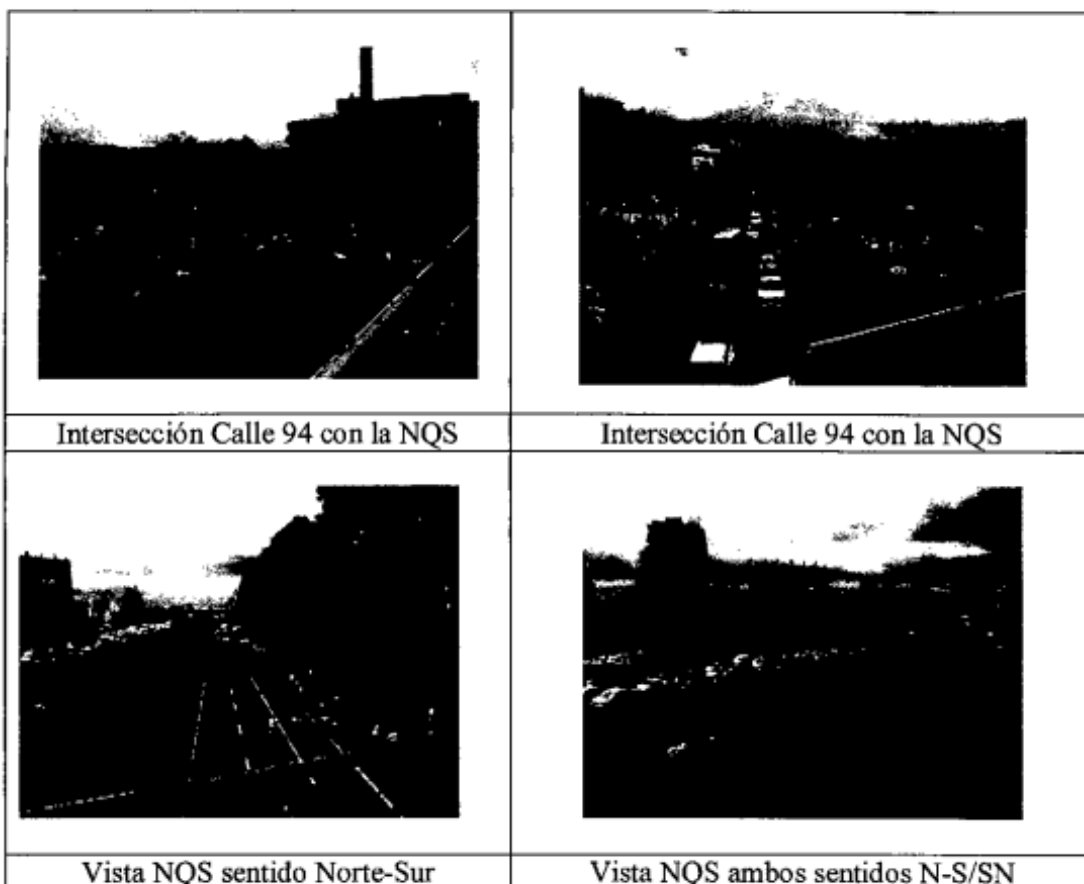 Intersección Calle 94 con la NQS
Intersección Calle 94 con la NQS
Vista NQS sentido Norte-Sur
Vista NQS ambos sentidos N-S/SN